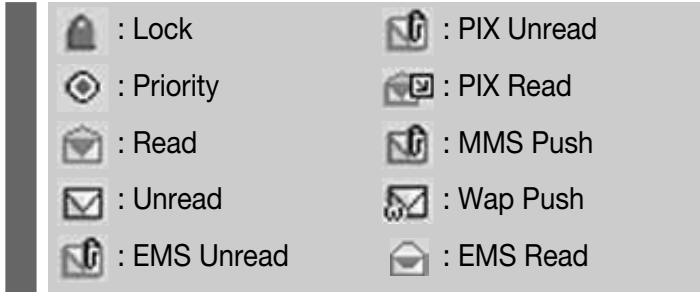 : Lock
: Priority
: Read
: Unread
: EMS Unread
: PIX Unread
: PIX Read
: MMS Push
: Wap Push
: EMS Read